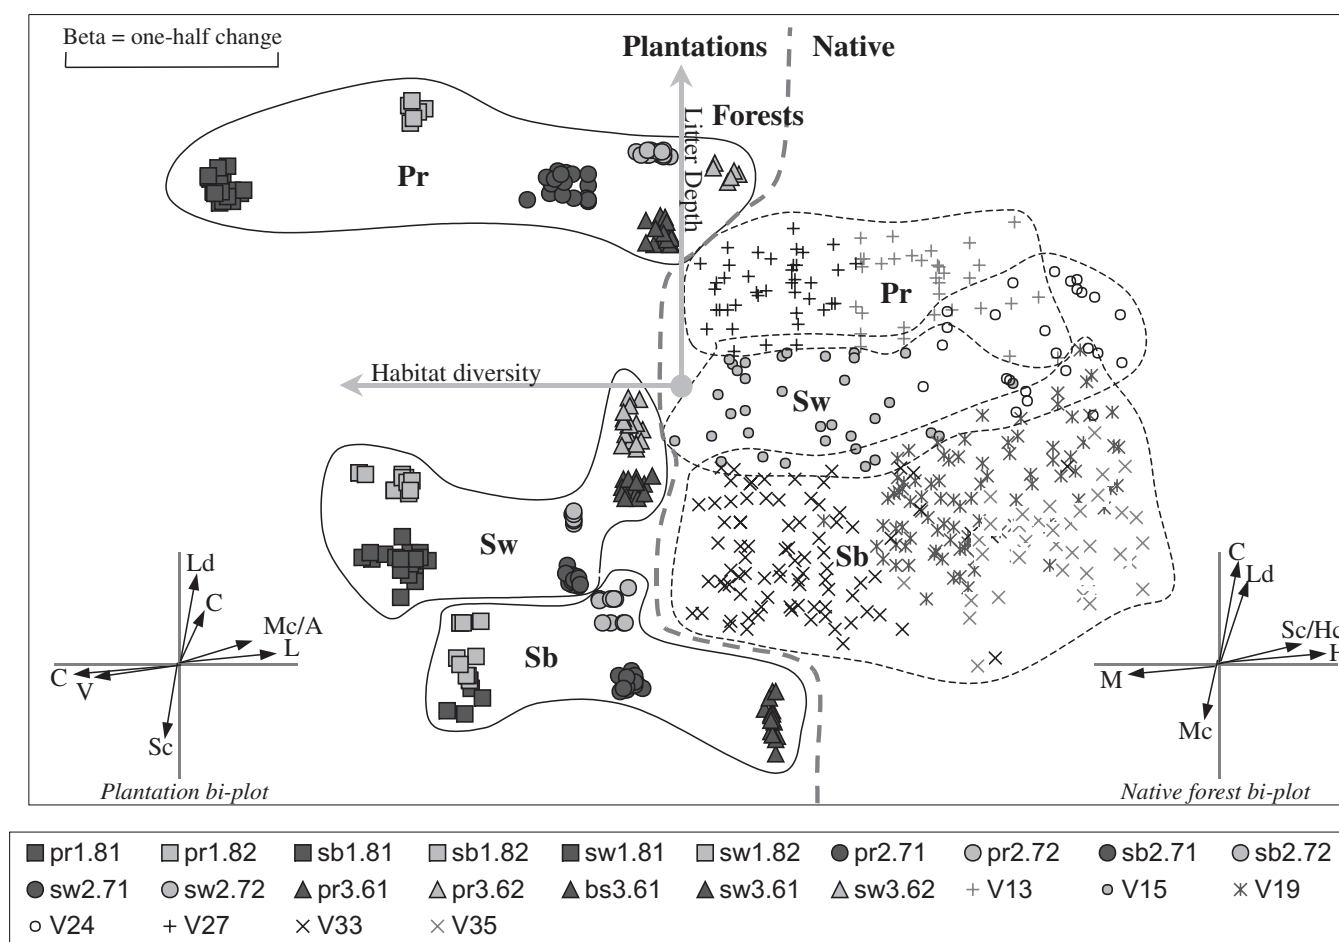 Beta = one-half change
Plantations Native
Forests
Litter Depth
Pr
Pr
Habitat diversity
Sw
Sw
Sb
Sb
Ld
C
Mc/A
L
C
V
Sc
Plantation bi-plot
C
Ld
Sc/Hc
H
M
Mc
Native forest bi-plot
pr1.81 pr1.82 sb1.81 sb1.82 sw1.81 sw1.82 pr2.71 pr2.72 sb2.71 sb2.72
sw2.71 sw2.72 pr3.61 pr3.62 bs3.61 sw3.61 sw3.62 V13 V15 V19
V24 V27 V33 V35